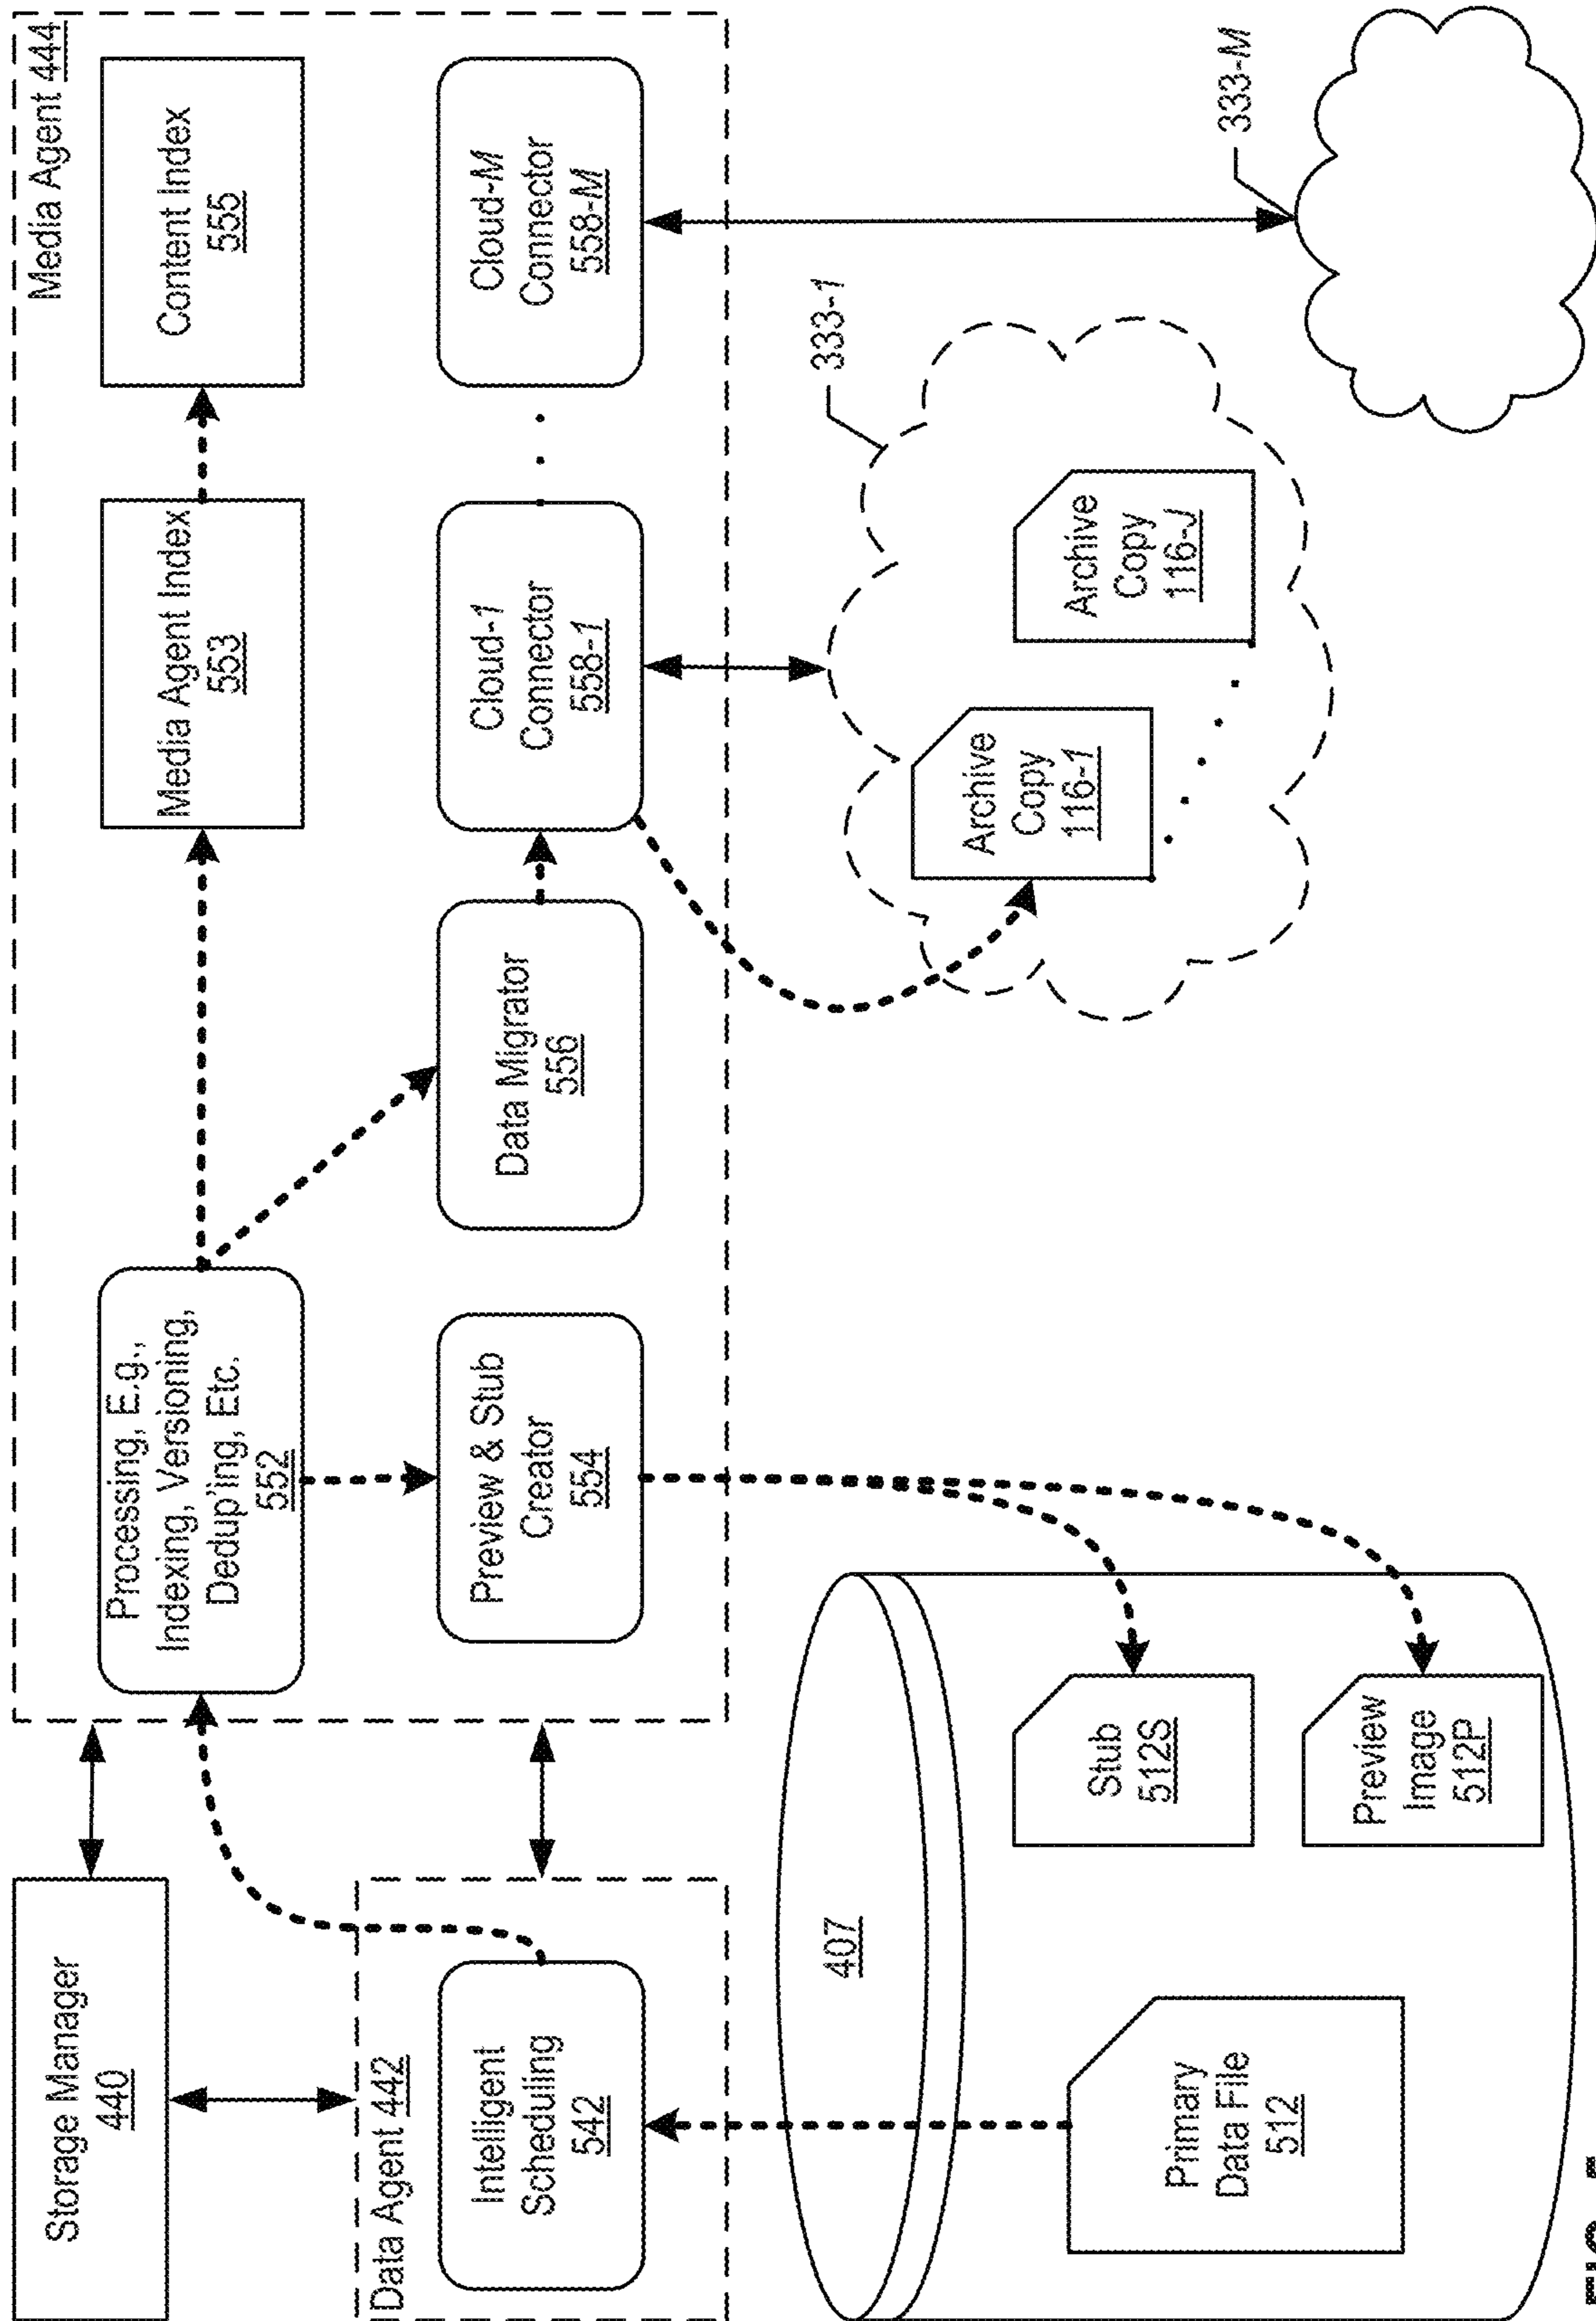 Storage Manager
440
Media Agent 444
Processing, E.g.,
Indexing, Versioning,
Dedup'ing, Etc.
552
Media Agent Index
553
Content Index
555
Data Agent 442
Intelligent
Scheduling
542
Preview & Stub
Creator
554
Data Migrator
556
Cloud-1
Connector
558-1
. . .
Cloud-M
Connector
558-M
407
Primary
Data File
512
Stub
512S
Preview
Image
512P
333-1
Archive
Copy
116-1
Archive
Copy
116-J
333-M